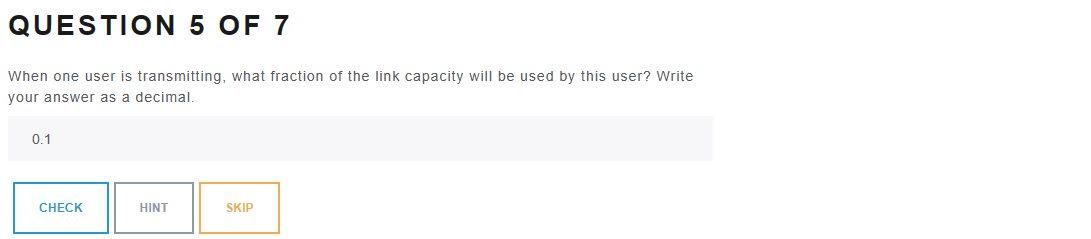 QUESTION 5 OF 7
When one user is transmitting, what fraction of the link capacity will be used by this user? Write
your answer as a decimal.
0.1
CHECK
HINT
SKIP